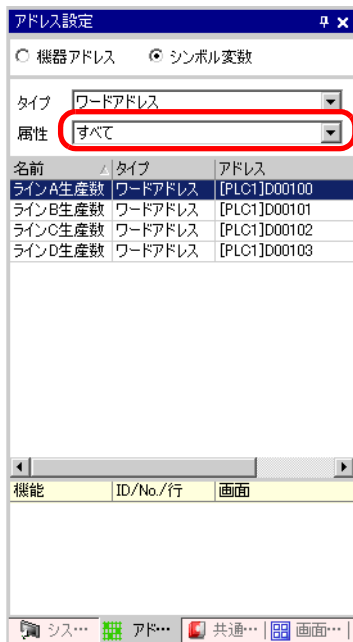 アドレス設定
機器アドレス シンボル変数
タイプ ワードアドレス
属性 すべて
名前 タイプ アドレス
ラインA生産数 ワードアドレス [PLC1]D00100
ラインB生産数 ワードアドレス [PLC1]D00101
ラインC生産数 ワードアドレス [PLC1]D00102
ラインD生産数 ワードアドレス [PLC1]D00103
機能 ID/No./行 画面
シス… アド… 共通… 画面…